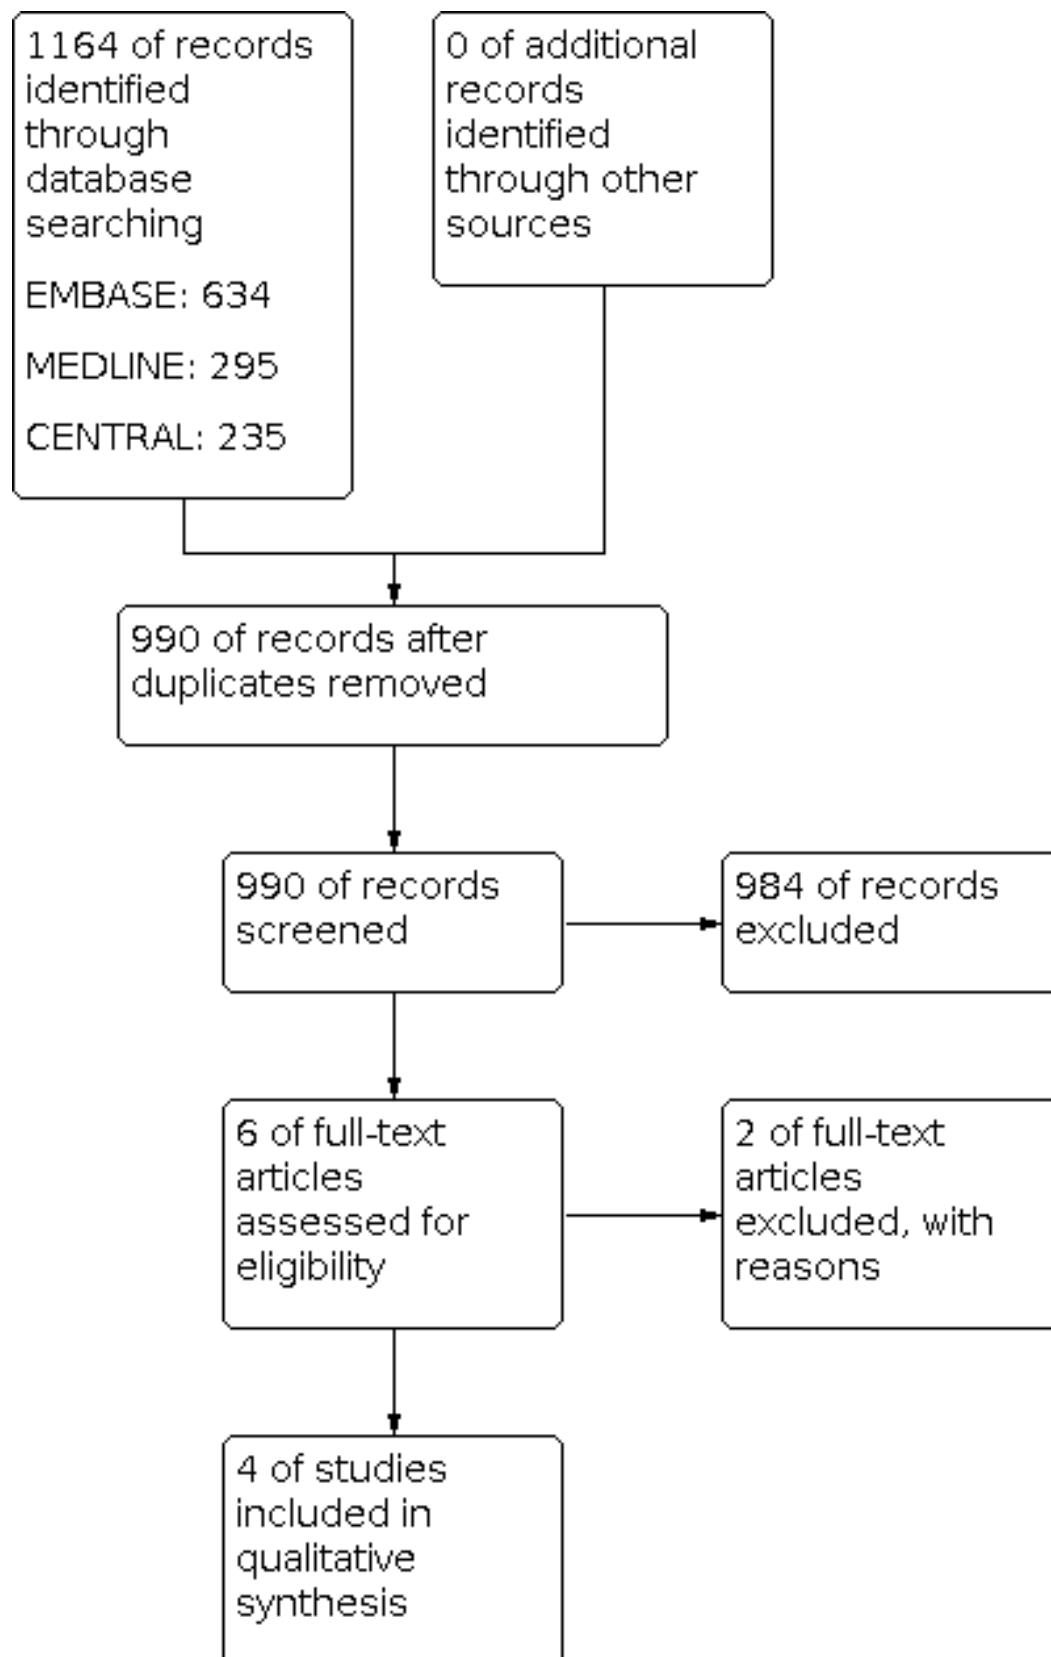 1164 of records
identified
through
database
searching
EMBASE: 634
MEDLINE: 295
CENTRAL: 235
0 of additional
records
identified
through other
sources
990 of records after
duplicates removed
990 of records
screened
984 of records
excluded
6 of full-text
articles
assessed for
eligibility
2 of full-text
articles
excluded, with
reasons
4 of studies
included in
qualitative
synthesis